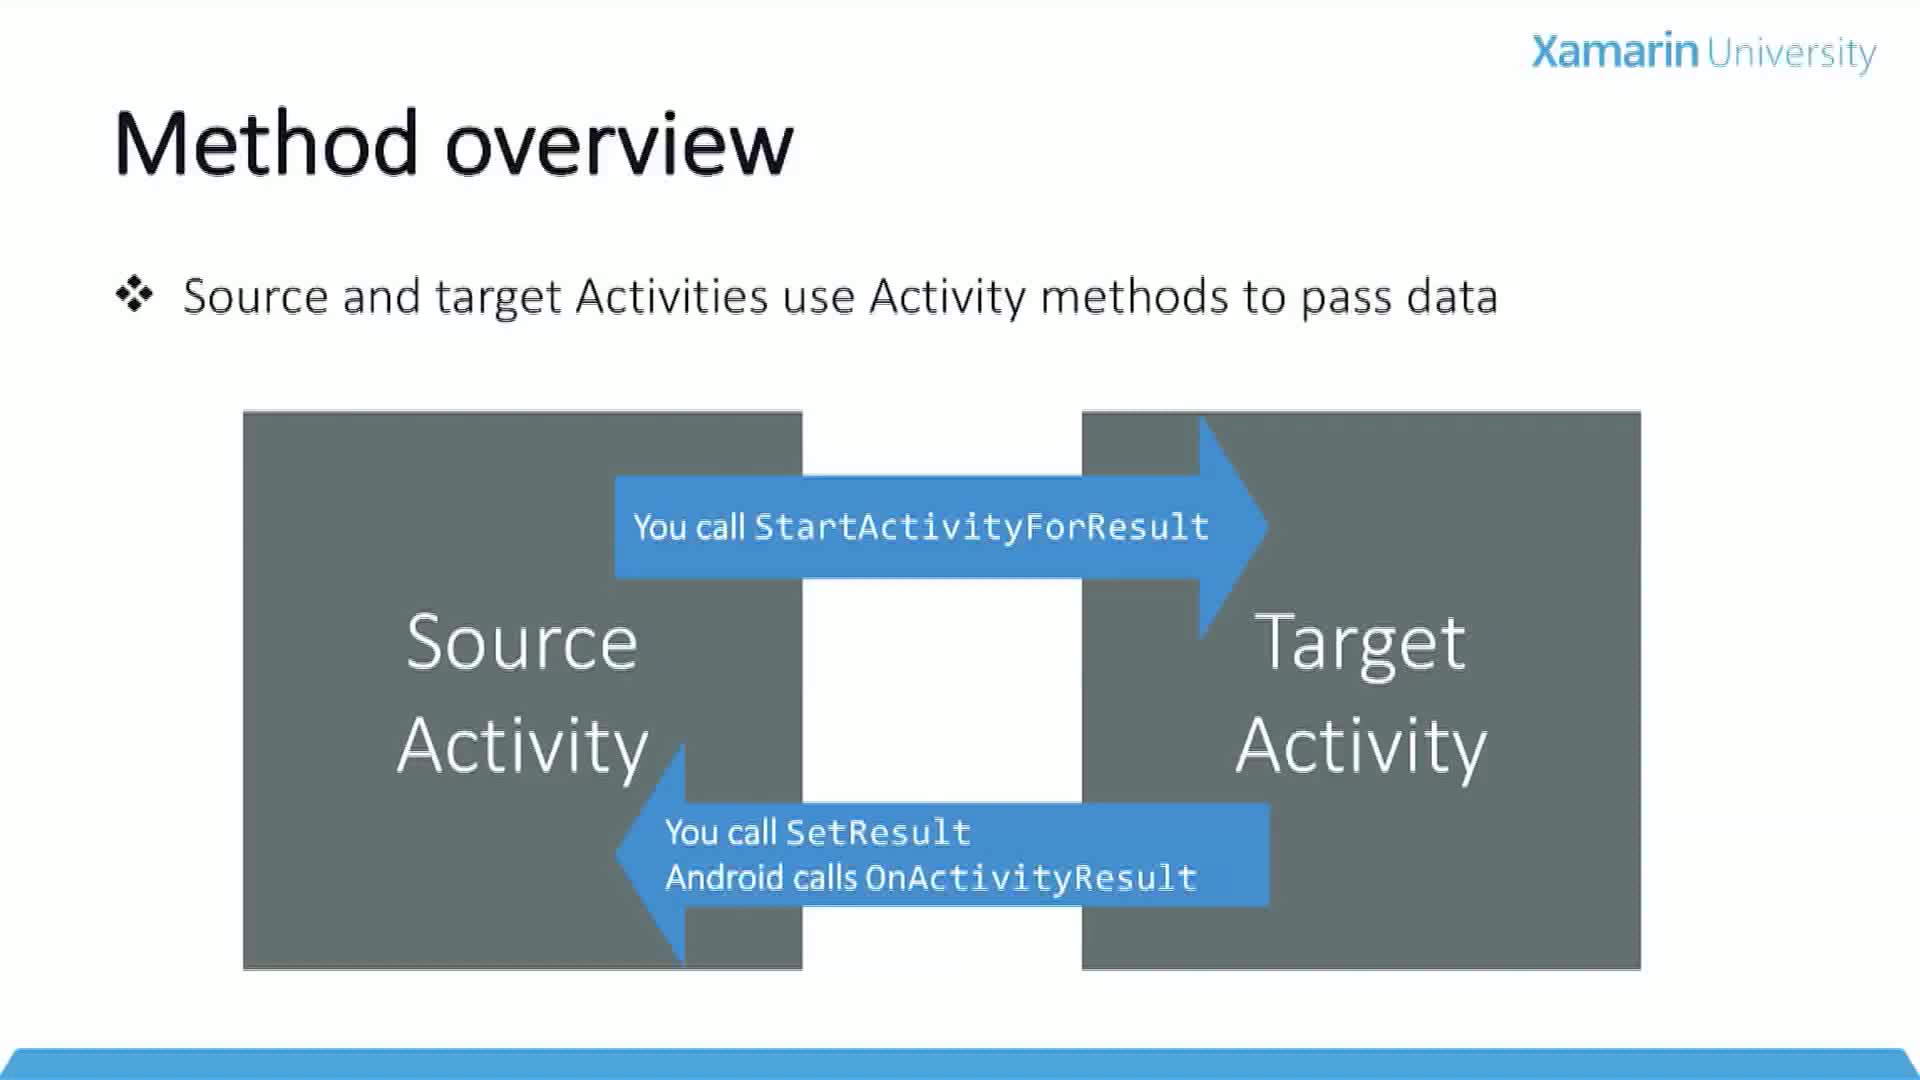 Xamarin University
Method overview
❖ Source and target Activities use Activity methods to pass data
You call StartActivityForResult
Source
Activity
Target
Activity
You call SetResult
Android calls OnActivityResult